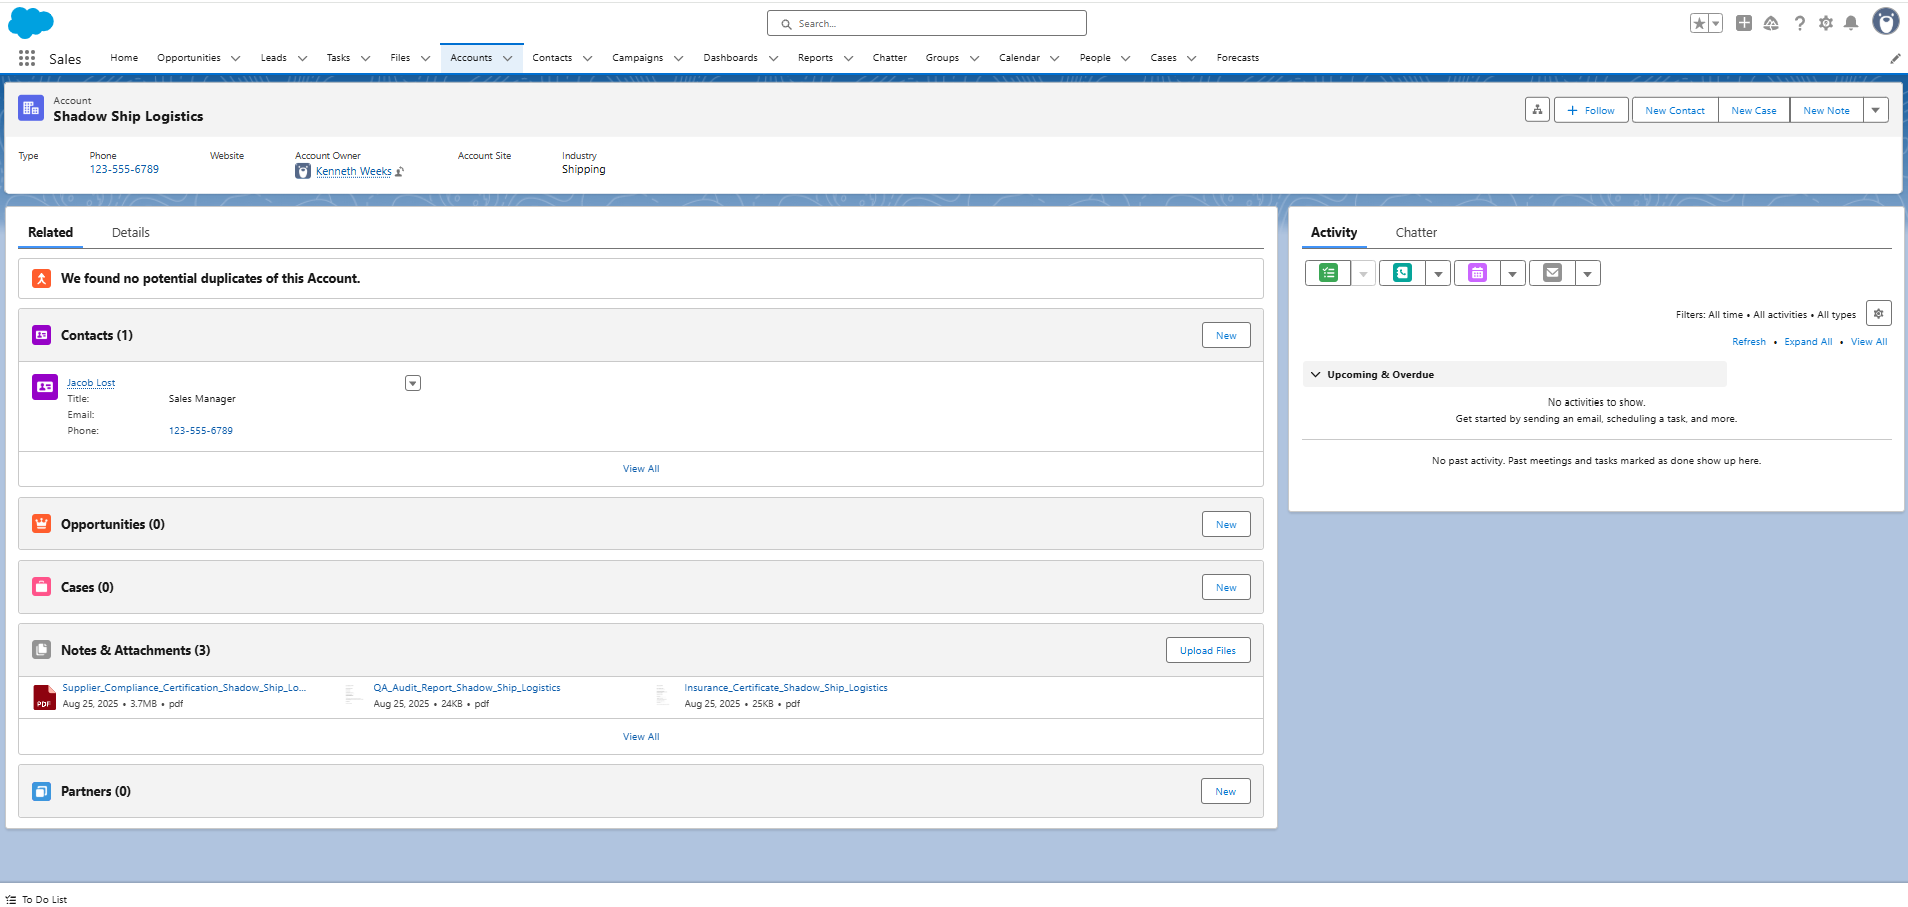 Search...
Sales
Home
Opportunities
Leads
Tasks
Files
Accounts
Contacts
Campaigns
Dashboards
Reports
Chatter
Groups
Calendar
People
Cases
Forecasts
Account
Shadow Ship Logistics
Follow
New Contact
New Case
New Note
Type
Phone
123-555-6789
Website
Account Owner
Kenneth Weeks
Account Site
Industry
Shipping
Related
Details
We found no potential duplicates of this Account.
Contacts (1)
New
Jacob Lost
Title:
Sales Manager
Email:
Phone:
123-555-6789
View All
Opportunities (0)
New
Cases (0)
New
Notes & Attachments (3)
Upload Files
PDF
Supplier_Compliance_Certification_Shadow_Ship_Lo...
Aug 25, 2025 • 3.7MB • pdf
QA_Audit_Report_Shadow_Ship_Logistics
Aug 25, 2025 • 24KB • pdf
Insurance_Certificate_Shadow_Ship_Logistics
Aug 25, 2025 • 25KB • pdf
View All
Partners (0)
New
Activity
Chatter
Filters: All time • All activities • All types
Refresh • Expand All • View All
Upcoming & Overdue
No activities to show.
Get started by sending an email, scheduling a task, and more.
No past activity. Past meetings and tasks marked as done show up here.
To Do List